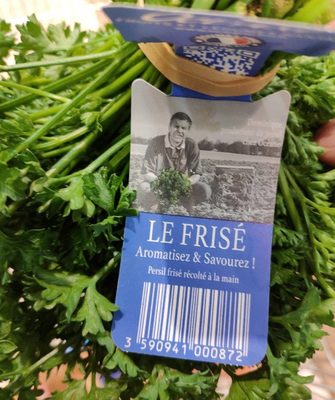 LE FRISÉ
Aromatisez & Savourez !
Persil frisé récolté à la main
3 590941 000872